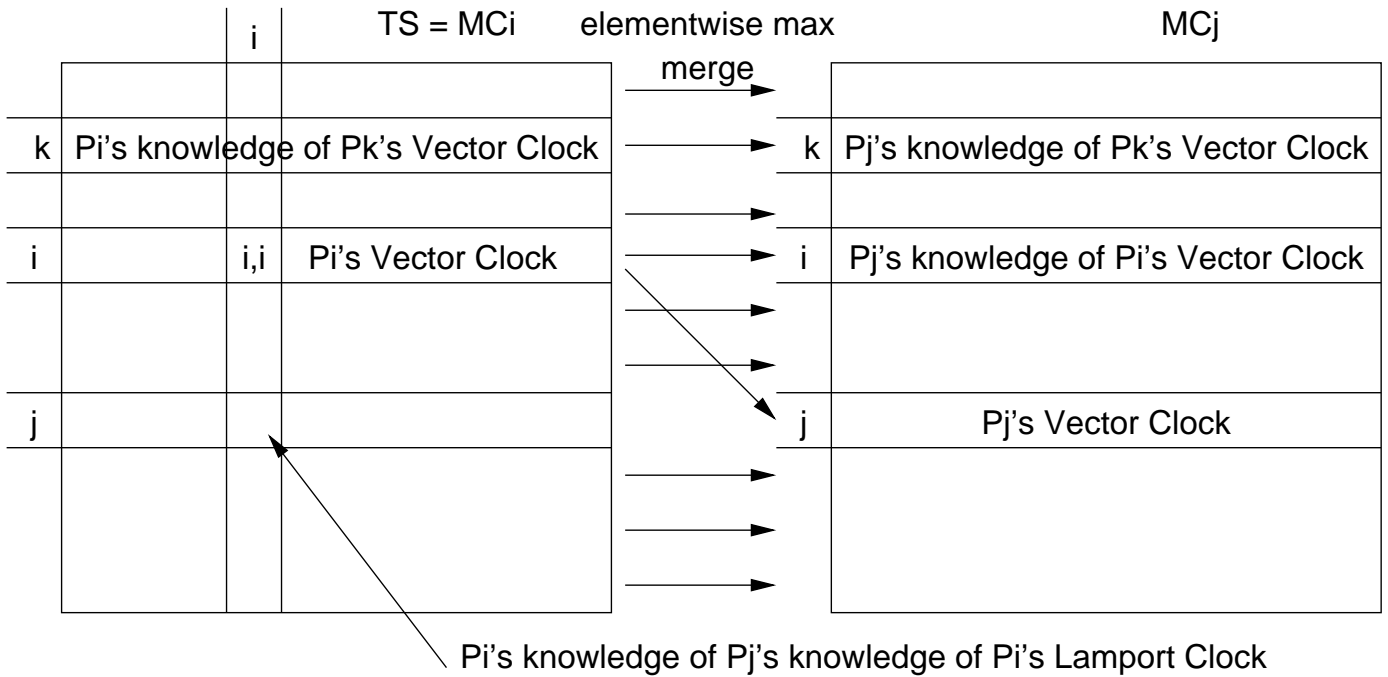 i
TS = MCi
elementwise max
merge
MCj
k
Pi's knowledge of Pk's Vector Clock
k
Pj's knowledge of Pk's Vector Clock
i
i,i
Pi's Vector Clock
i
Pj's knowledge of Pi's Vector Clock
j
j
Pj's Vector Clock
Pi's knowledge of Pj's knowledge of Pi's Lamport Clock